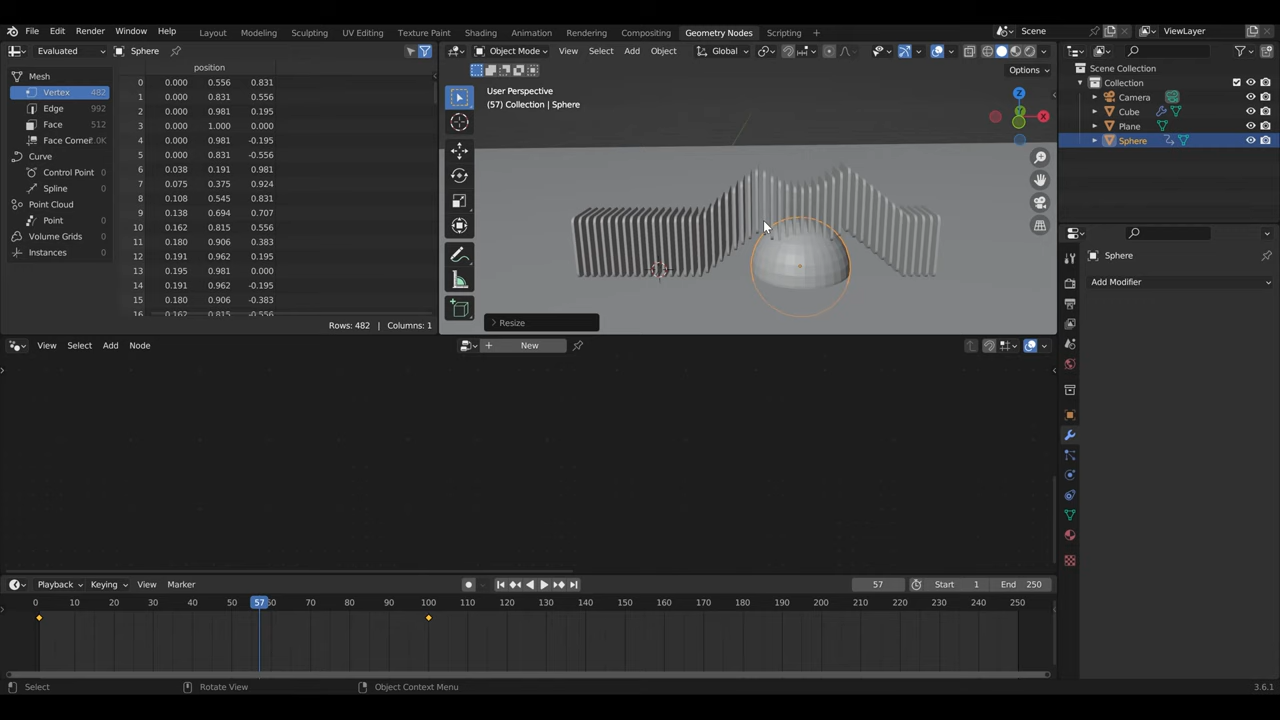 File Edit Render Window Help Layout Modeling Sculpting UV Editing Texture Paint Shading Animation Rendering Compositing Geometry Nodes Scripting Scene ViewLayer
Evaluated Sphere
Object Mode View Select Add Object Global
Options
Scene Collection
Collection
Camera
Cube
Plane
Sphere
position
Mesh
Vertex 482
Edge 992
Face 512
Face Corner
Curve
Control Point 0
Spline 0
Point Cloud
Point 0
Volume Grids 0
Instances 0
0 0.000 0.556 0.831
1 0.000 0.831 0.556
2 0.000 0.981 0.195
3 0.000 1.000 0.000
4 0.000 0.981 -0.195
5 0.000 0.831 -0.556
6 0.038 0.191 0.981
7 0.075 0.375 0.924
8 0.108 0.545 0.831
9 0.138 0.694 0.707
10 0.162 0.815 0.556
11 0.180 0.906 0.383
12 0.191 0.962 0.195
13 0.195 0.981 0.000
14 0.191 0.962 -0.195
15 0.180 0.906 -0.383
16 0.162 0.815 -0.556
Rows: 482 | Columns: 1
User Perspective
(57) Collection | Sphere
Z
Y
X
Resize
Sphere
Add Modifier
View Select Add Node
New
Playback Keying View Marker
57 Start 1 End 250
0 10 20 30 40 50 57 60 70 80 90 100 110 120 130 140 150 160 170 180 190 200 210 220 230 240 250
Select Rotate View Object Context Menu 3.6.1